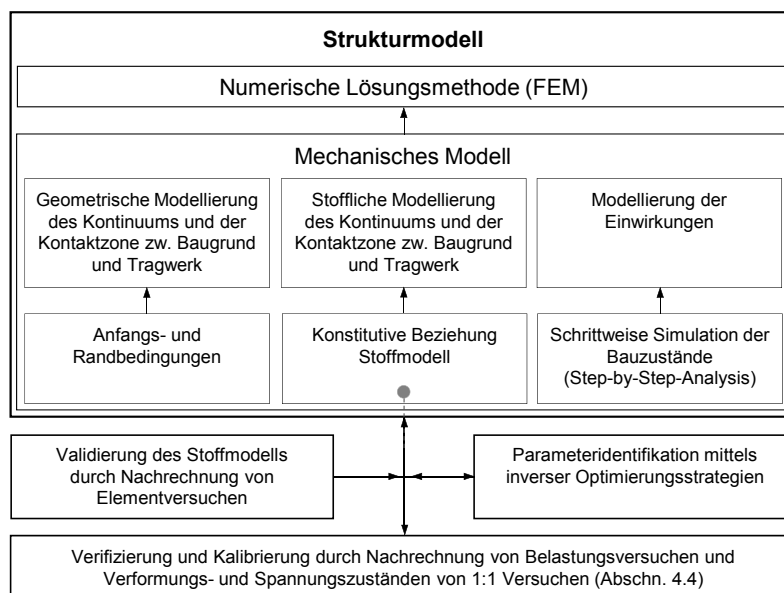 Strukturmodell
Numerische Lösungsmethode (FEM)
Mechanisches Modell
Geometrische Modellierung
des Kontinuums und der
Kontaktzone zw. Baugrund
und Tragwerk
Stoffliche Modellierung
des Kontinuums und der
Kontaktzone zw. Baugrund
und Tragwerk
Modellierung der
Einwirkungen
Anfangs- und
Randbedingungen
Konstitutive Beziehung
Stoffmodell
Schrittweise Simulation der
Bauzustände
(Step-by-Step-Analysis)
Validierung des Stoffmodells
durch Nachrechnung von
Elementversuchen
Parameteridentifikation mittels
inverser Optimierungsstrategien
Verifizierung und Kalibrierung durch Nachrechnung von Belastungsversuchen und
Verformungs- und Spannungszuständen von 1:1 Versuchen (Abschn. 4.4)